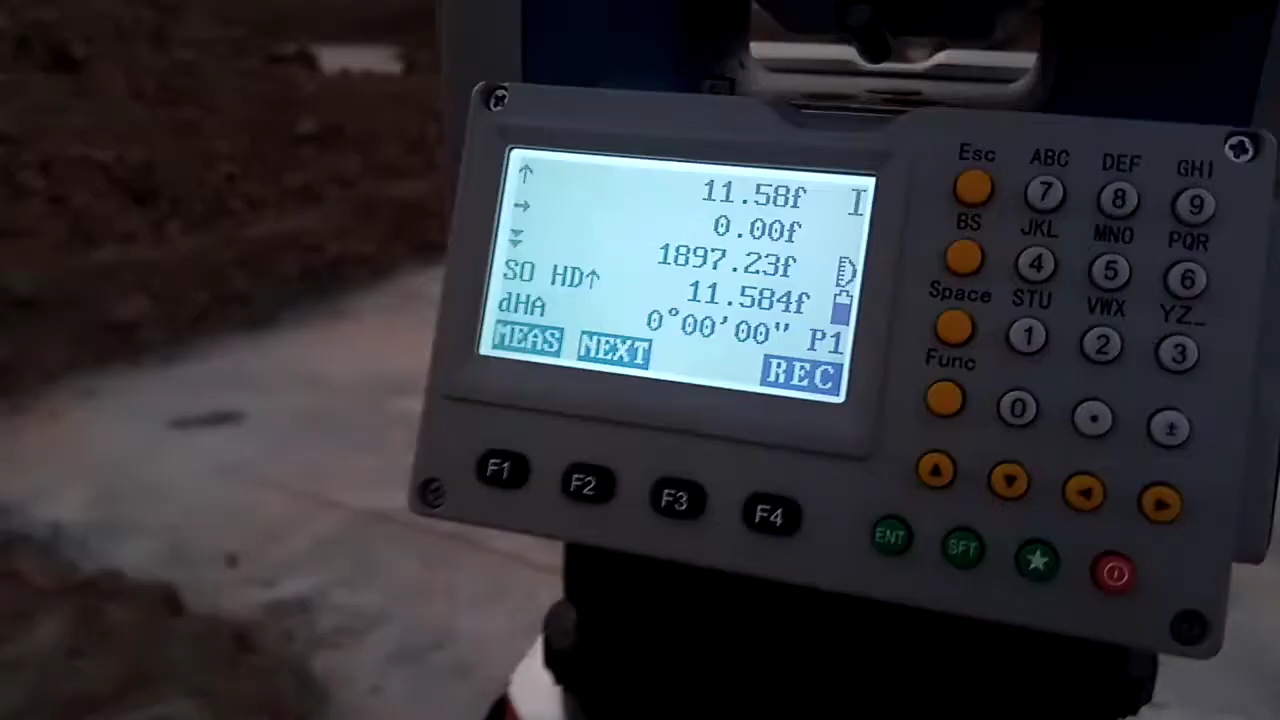 ↑ 11.58f I
→ 0.00f
1897.23f
SO HD↑ 11.584f
dHA 0°00'00" P1
MEAS NEXT REC
Esc ABC DEF GHI
7 8 9
BS JKL MNO PQR
4 5 6
Space STU VWX YZ_
1 2 3
Func
0 • ±
F1 F2 F3 F4
ENT SFT